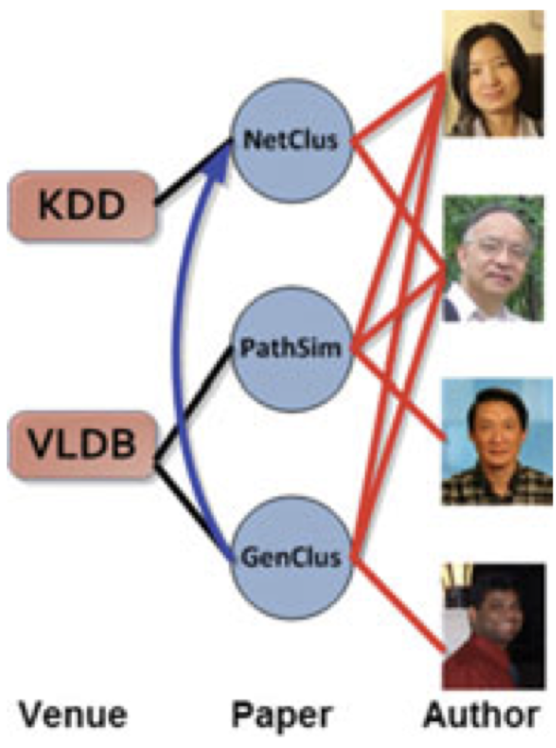 NetClus
KDD
PathSim
VLDB
GenClus
Venue Paper Author